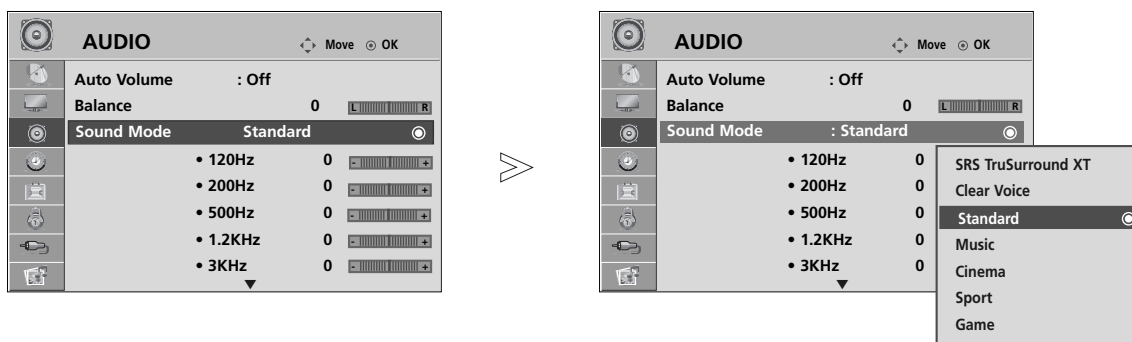 AUDIO
Move OK
Auto Volume : Off
Balance 0 L R
Sound Mode Standard
• 120Hz 0 - +
• 200Hz 0 - +
• 500Hz 0 - +
• 1.2KHz 0 - +
• 3KHz 0 - +
AUDIO
Move OK
Auto Volume : Off
Balance 0 L R
Sound Mode : Standard
• 120Hz 0
• 200Hz 0
• 500Hz 0
• 1.2KHz 0
• 3KHz 0
SRS TruSurround XT
Clear Voice
Standard
Music
Cinema
Sport
Game